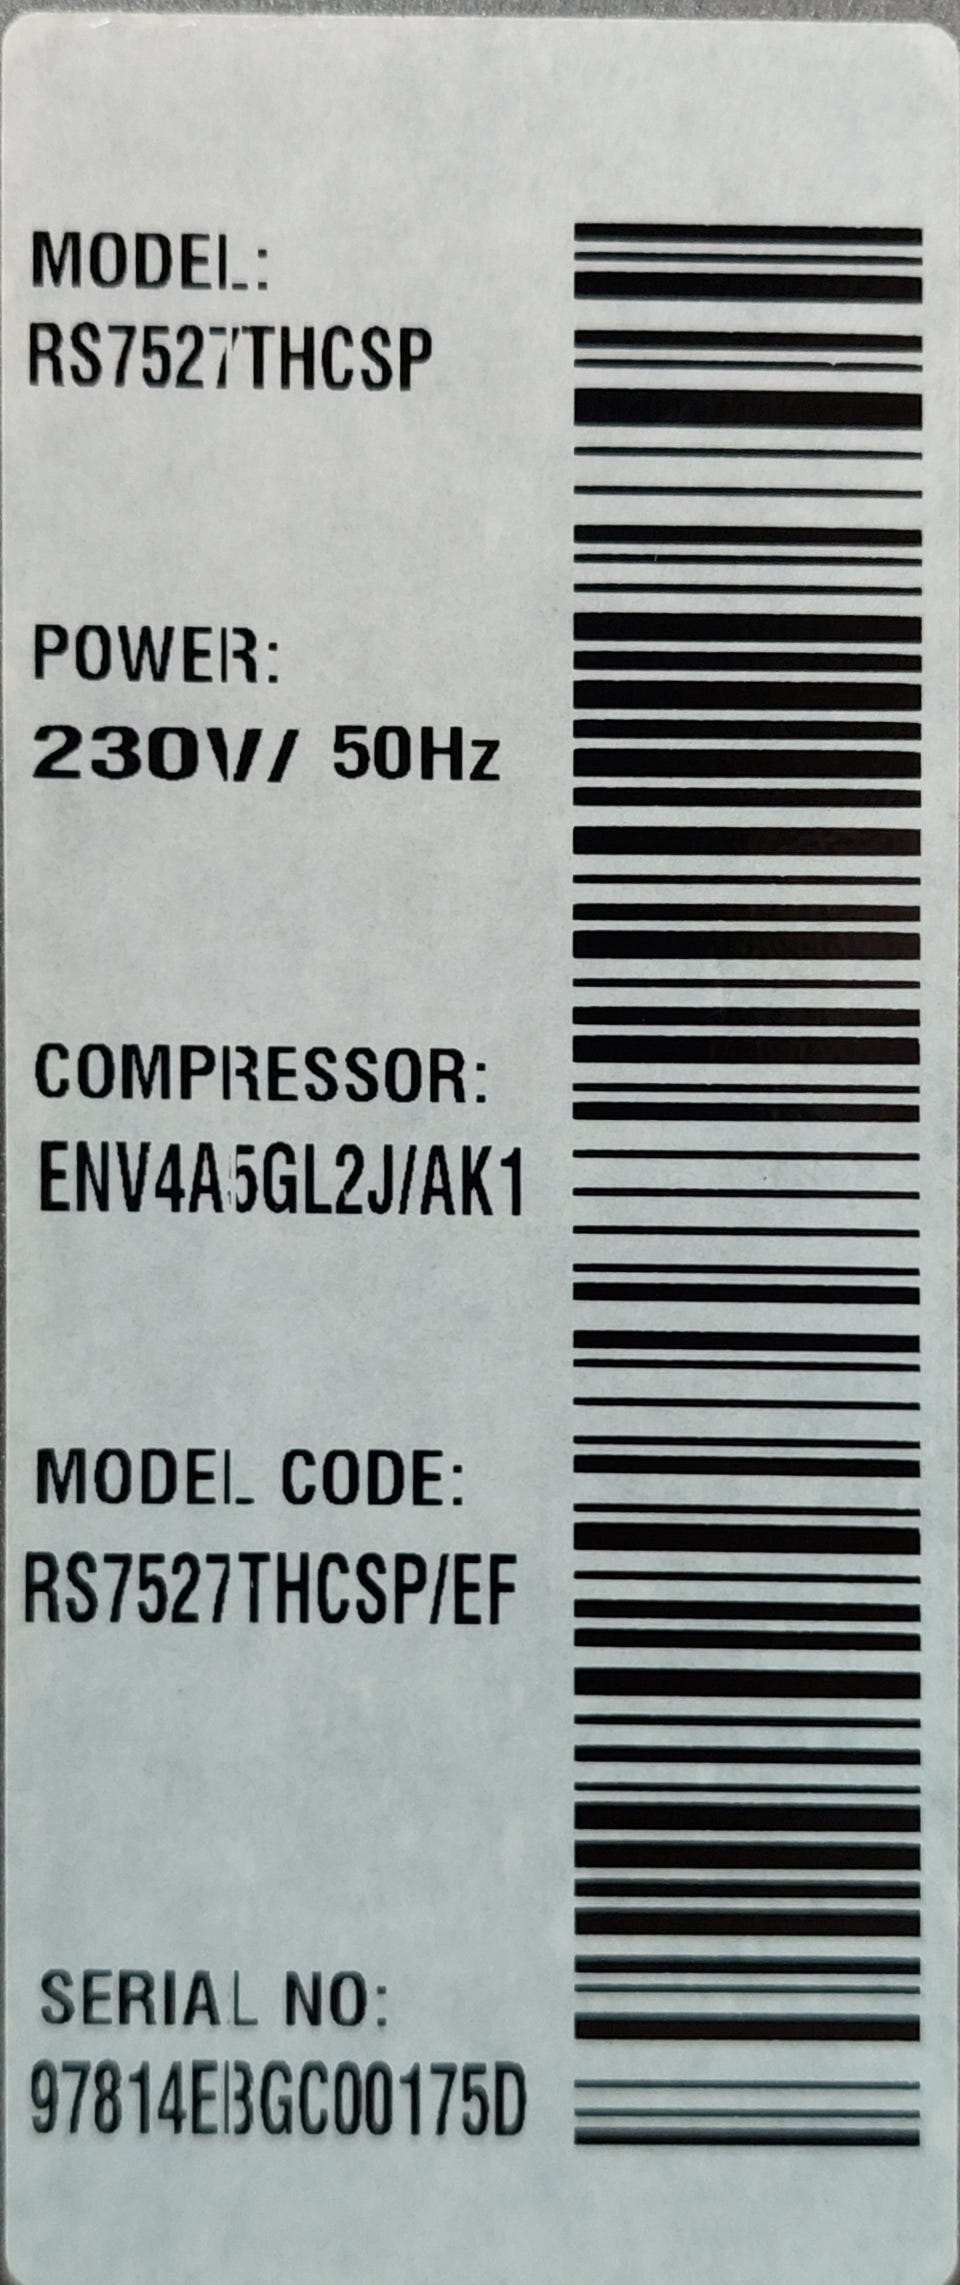 MODEL:
RS7527THCSP
POWER:
230V/ 50Hz
COMPRESSOR:
ENV4A5GL2J/AK1
MODEL CODE:
RS7527THCSP/EF
SERIAL NO:
97814EBGC00175D